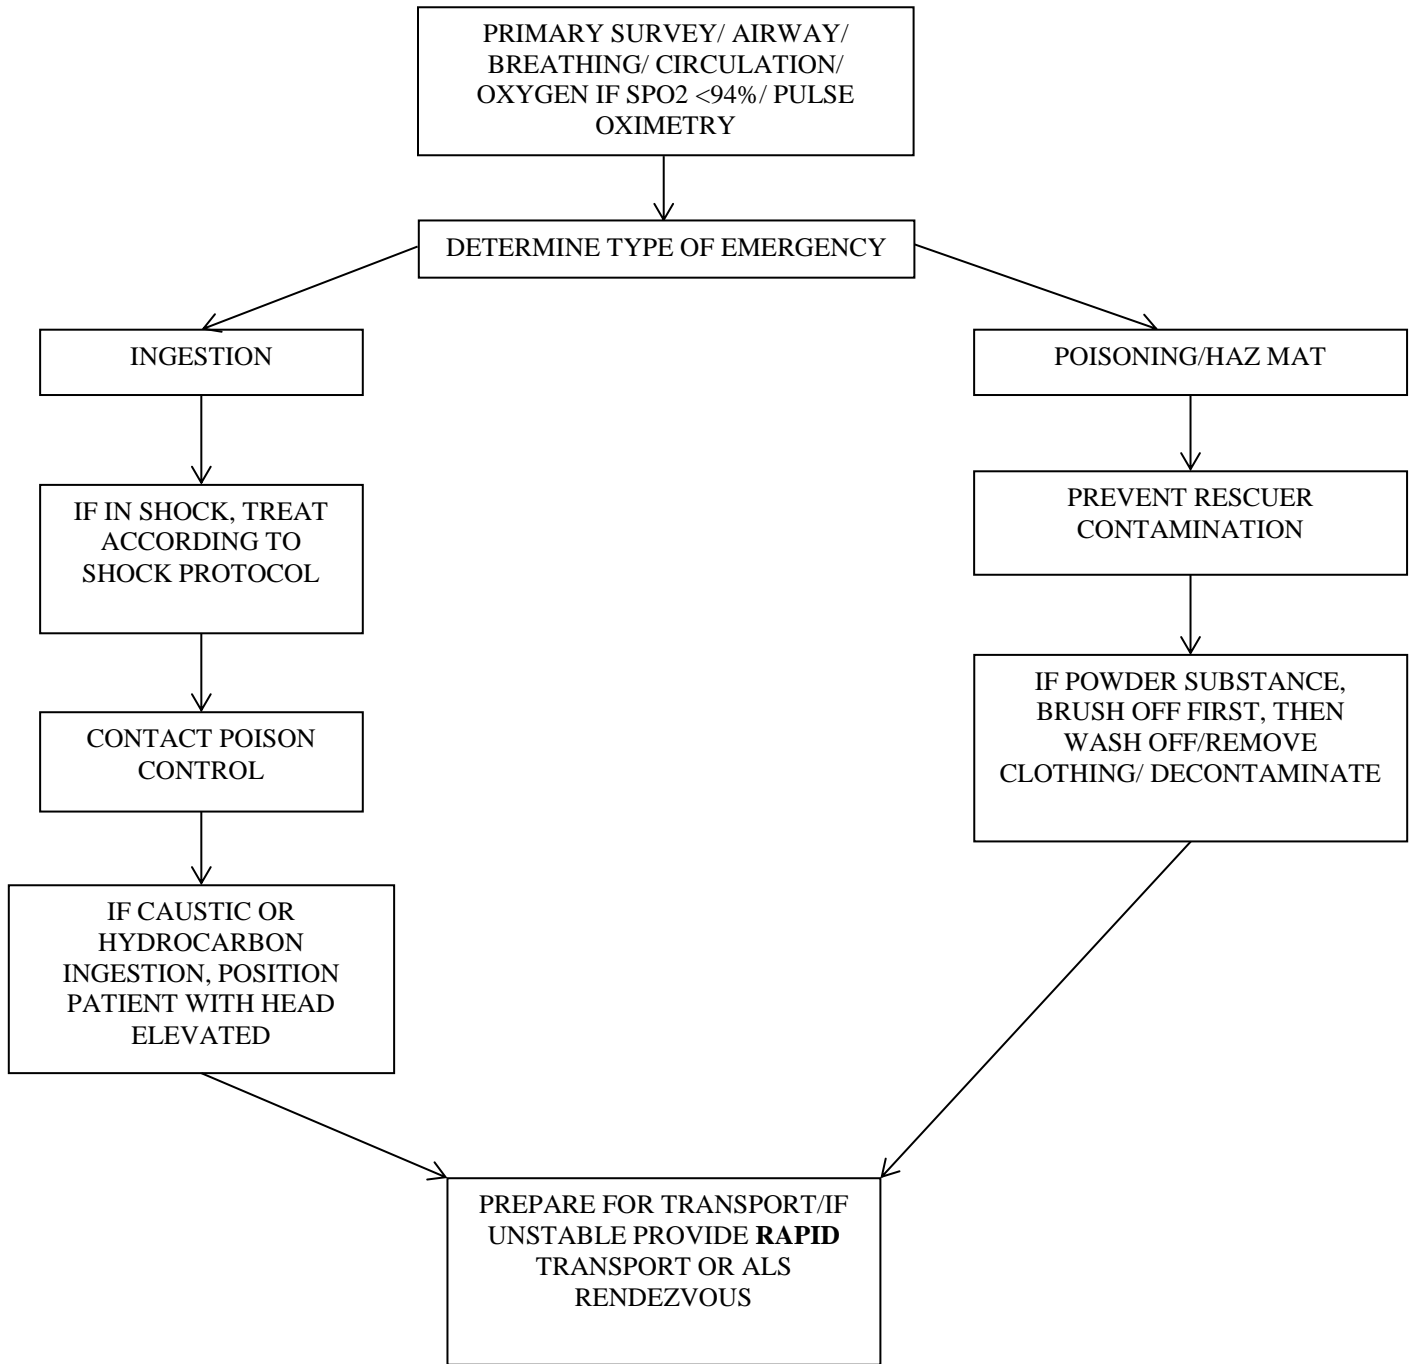 PRIMARY SURVEY/ AIRWAY/
BREATHING/ CIRCULATION/
OXYGEN IF SPO2 <94%/ PULSE
OXIMETRY
DETERMINE TYPE OF EMERGENCY
INGESTION
IF IN SHOCK, TREAT
ACCORDING TO
SHOCK PROTOCOL
CONTACT POISON
CONTROL
IF CAUSTIC OR
HYDROCARBON
INGESTION, POSITION
PATIENT WITH HEAD
ELEVATED
POISONING/HAZ MAT
PREVENT RESCUER
CONTAMINATION
IF POWDER SUBSTANCE,
BRUSH OFF FIRST, THEN
WASH OFF/REMOVE
CLOTHING/ DECONTAMINATE
PREPARE FOR TRANSPORT/IF
UNSTABLE PROVIDE RAPID
TRANSPORT OR ALS
RENDEZVOUS